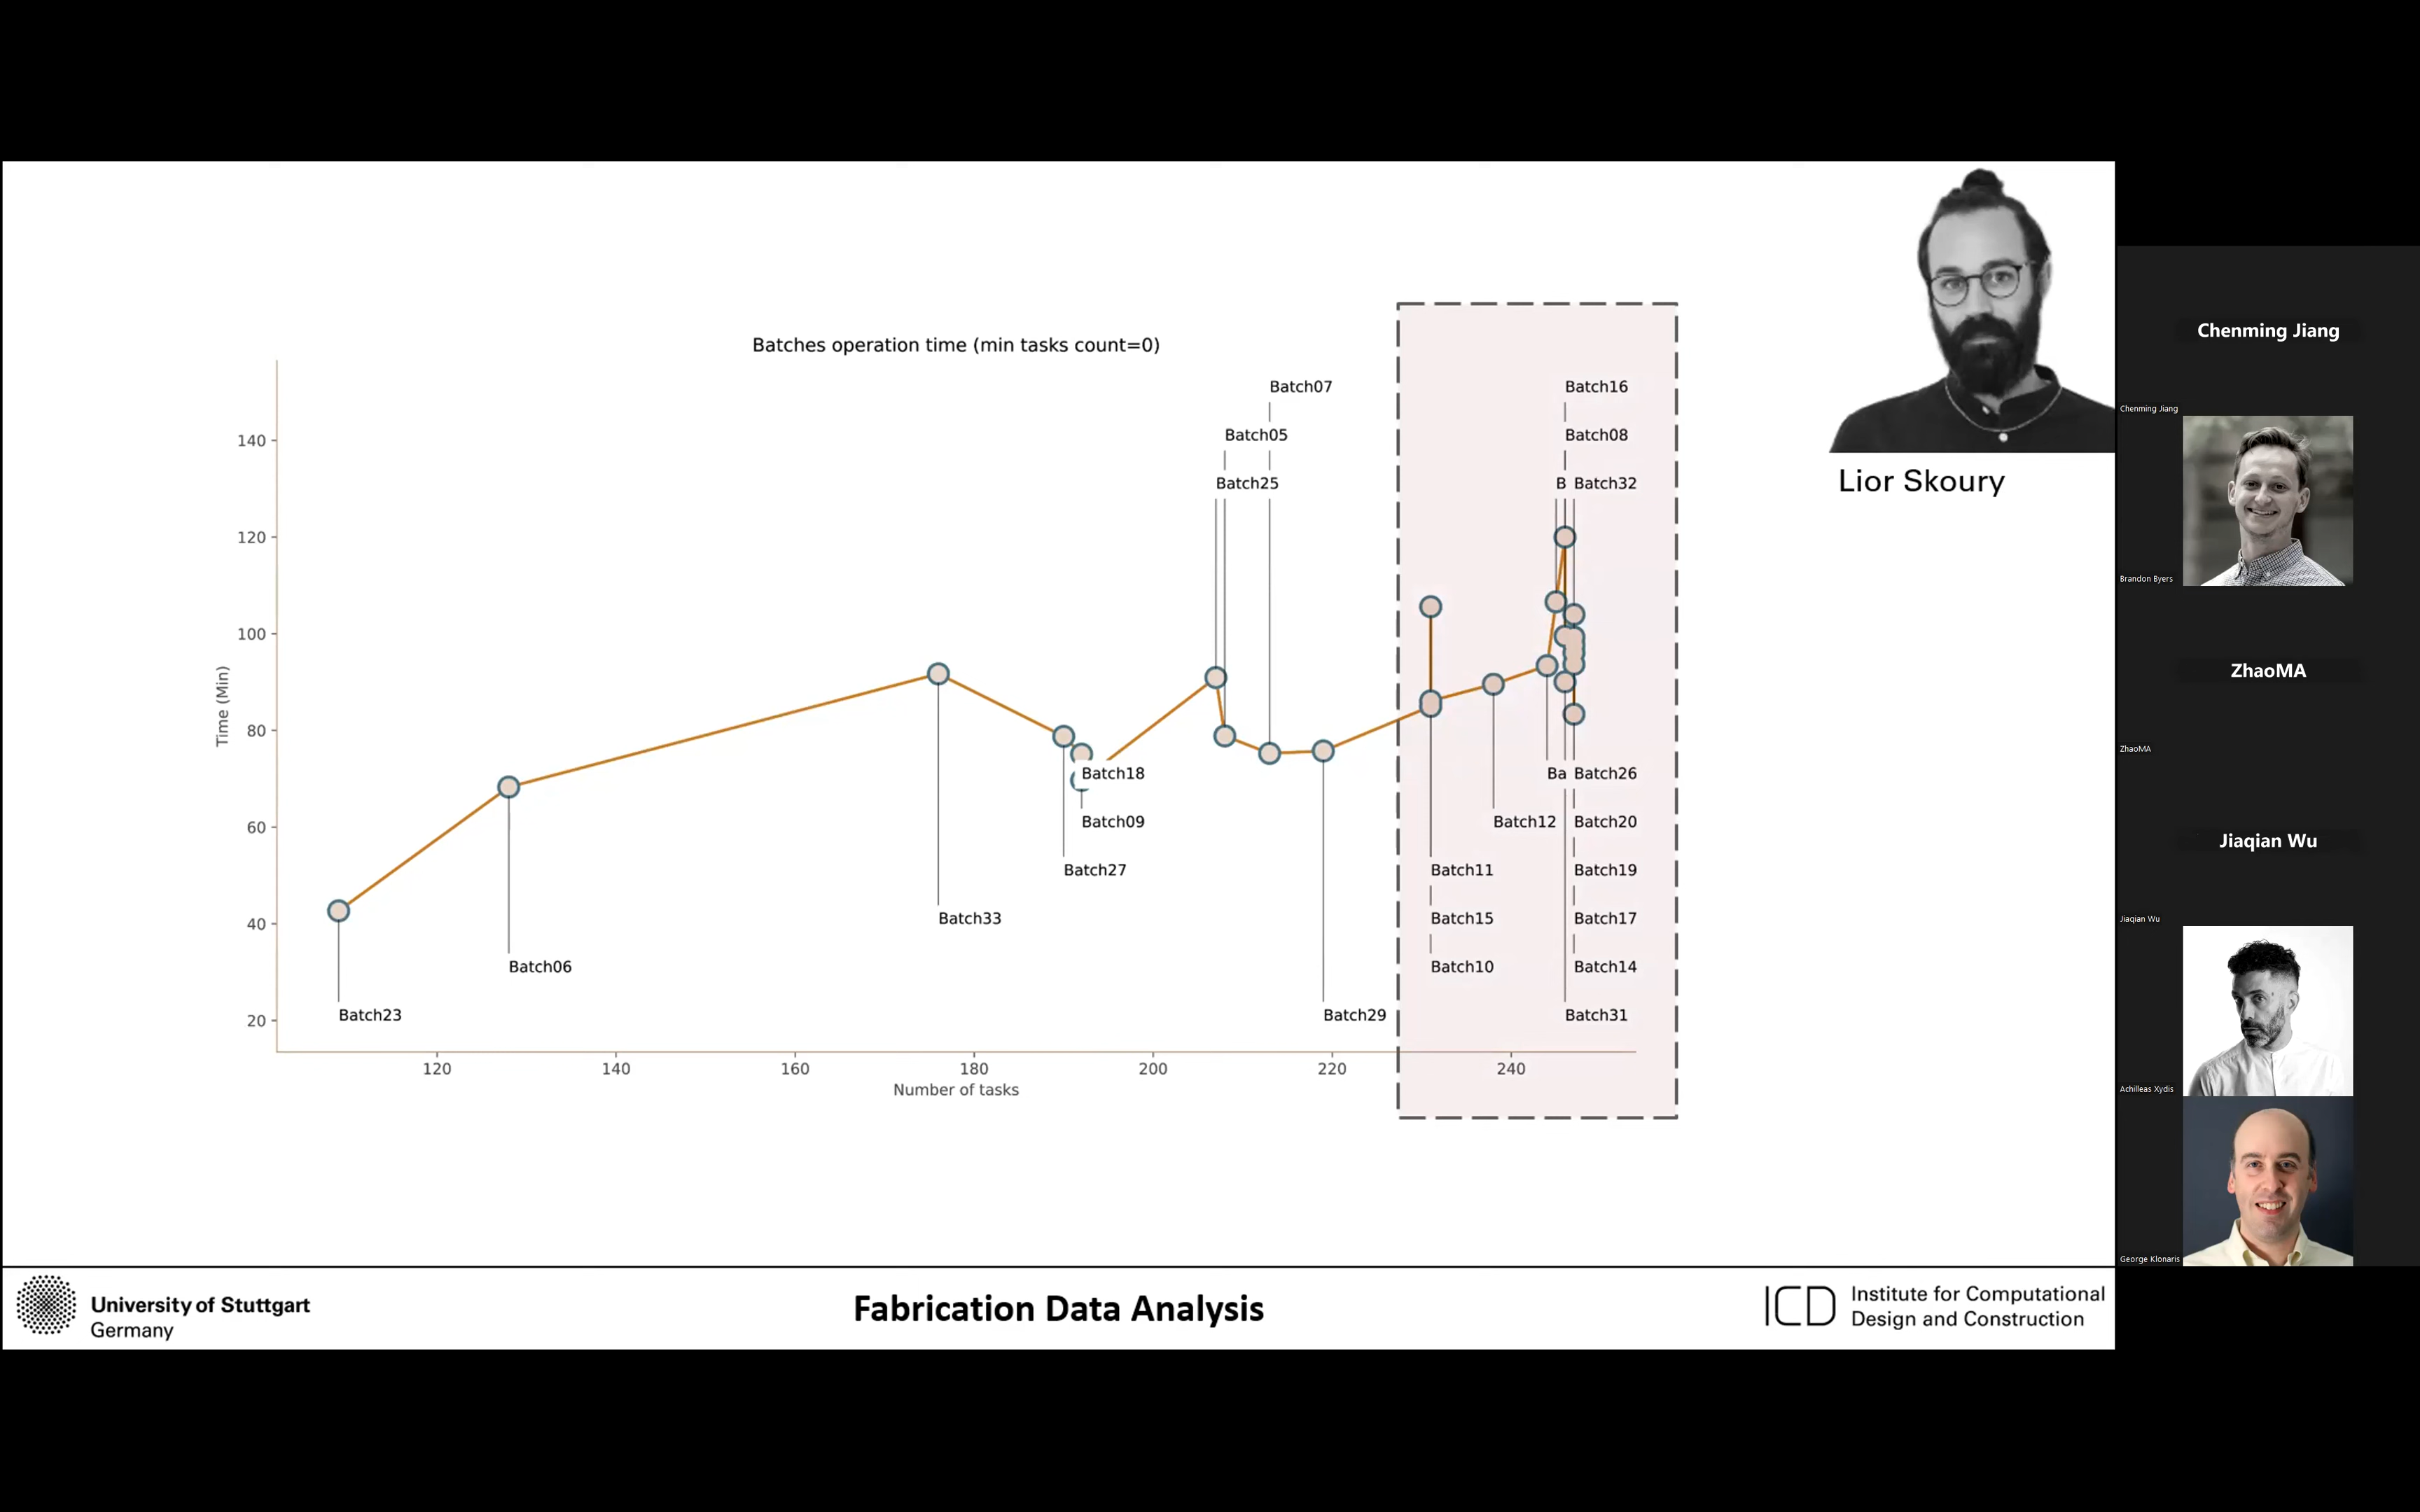 Batches operation time (min tasks count=0)
Batch07
Batch16
140
Batch05
Batch08
Batch25
B
Batch32
120
100
Time (Min)
80
Batch18
Ba
Batch26
60
Batch09
Batch12
Batch20
Batch27
Batch11
Batch19
40
Batch33
Batch15
Batch17
Batch06
Batch10
Batch14
20
Batch23
Batch29
Batch31
120
140
160
180
200
220
240
Number of tasks
Lior Skoury
Chenming Jiang
Chenming Jiang
Brandon Byers
ZhaoMA
ZhaoMA
Jiaqian Wu
Jiaqian Wu
Achilleas Xydis
George Klonaris
University of Stuttgart
Germany
Fabrication Data Analysis
ICD
Institute for Computational
Design and Construction